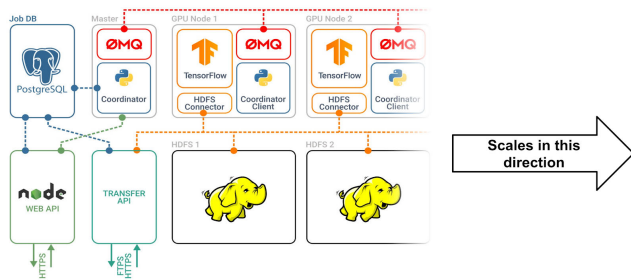 Job DB
PostgreSQL
Master
ØMQ
Coordinator
GPU Node 1
TensorFlow
HDFS
Connector
ØMQ
Coordinator
Client
GPU Node 2
TensorFlow
HDFS
Connector
ØMQ
Coordinator
Client
node
WEB API
TRANSFER
API
HDFS 1
HDFS 2
HTTPS
FTPS
HTTPS
Scales in this
direction